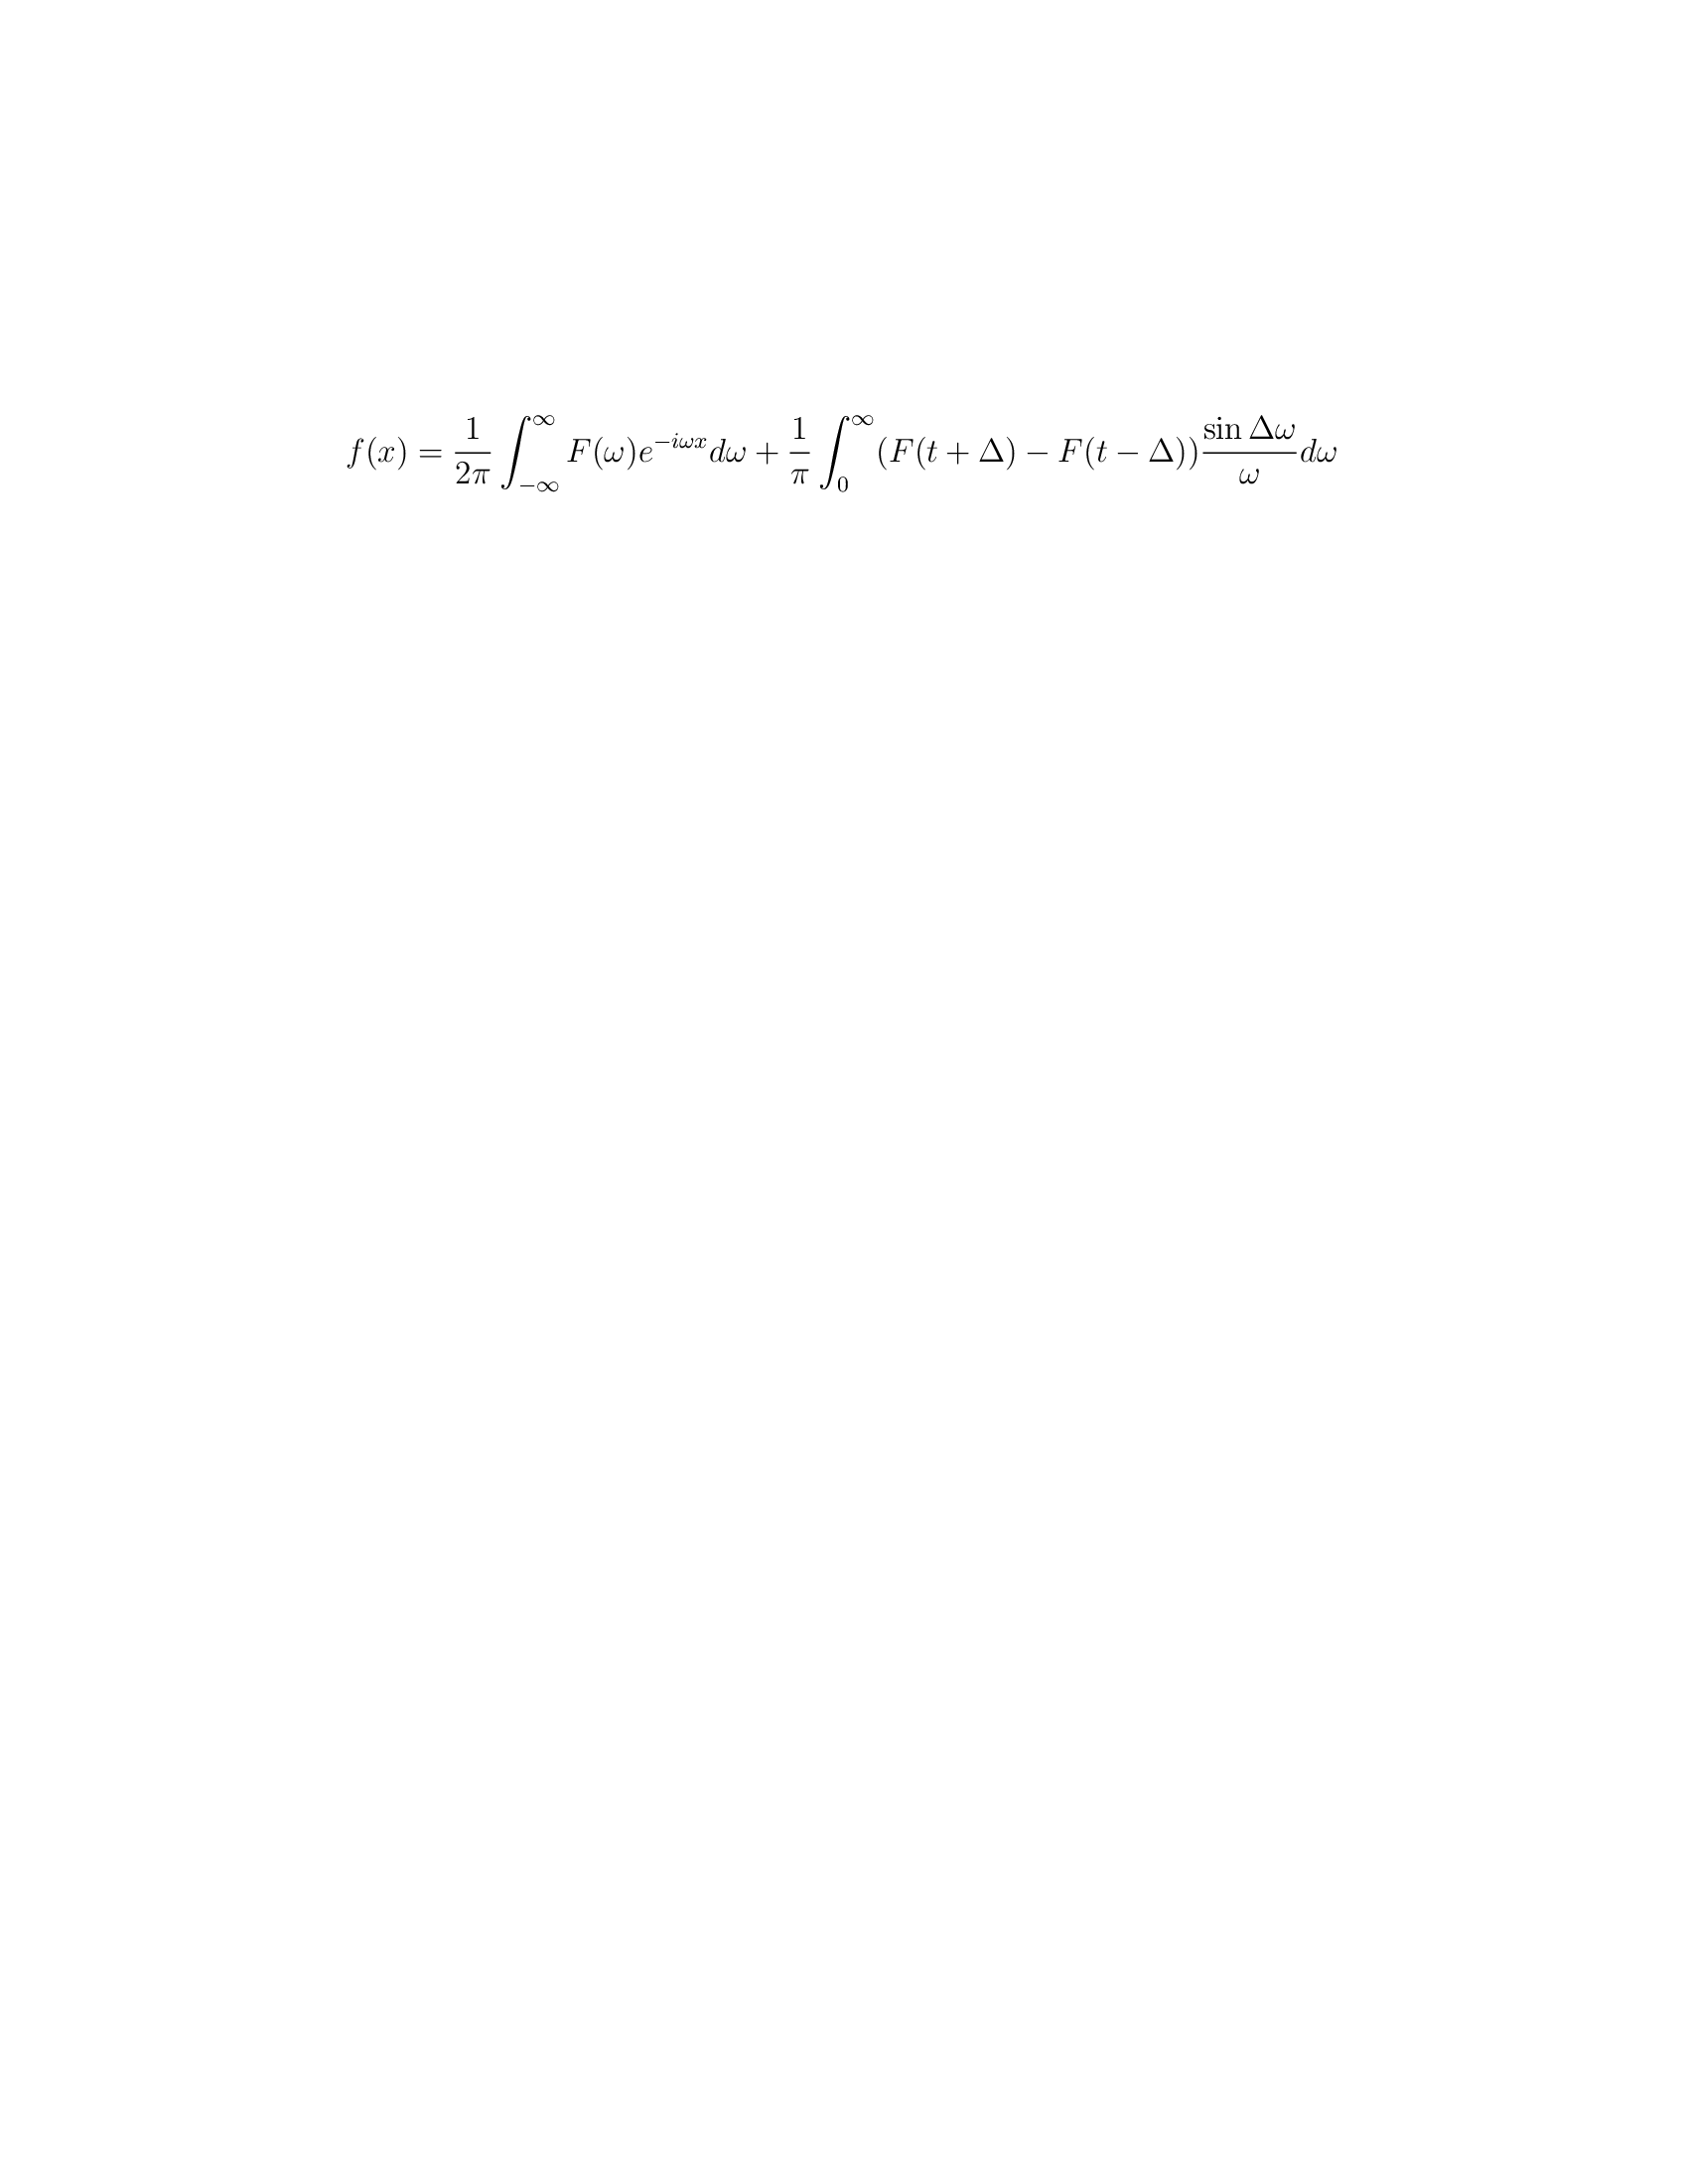 f(x) = \frac{1}{2\pi} \int_{-\infty}^{\infty} F(\omega) e^{-i\omega x} d\omega + \frac{1}{\pi} \int_{0}^{\infty} (F(t + \Delta) - F(t - \Delta)) \frac{\sin \Delta\omega}{\omega} d\omega